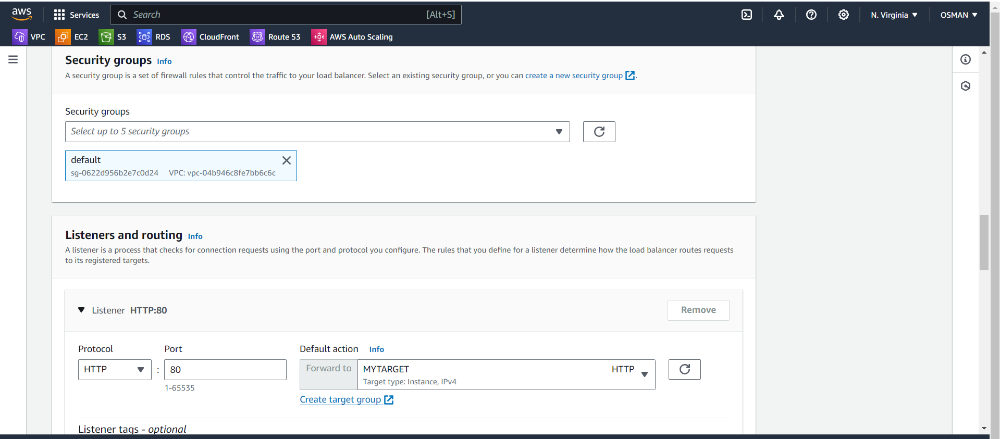 aws
Services
Search
[Alt+S]
N. Virginia
OSMAN
VPC
EC2
S3
RDS
CloudFront
Route 53
AWS Auto Scaling
Security groups Info
A security group is a set of firewall rules that control the traffic to your load balancer. Select an existing security group, or you can create a new security group.
Security groups
Select up to 5 security groups
default
sg-0622d956b2e7c0d24 VPC: vpc-04b946c8fe7bb6c6c
Listeners and routing Info
A listener is a process that checks for connection requests using the port and protocol you configure. The rules that you define for a listener determine how the load balancer routes requests
to its registered targets.
Listener HTTP:80
Remove
Protocol
Port
Default action Info
HTTP
:
80
1-65535
Forward to
MYTARGET
HTTP
Target type: Instance, IPv4
Create target group
Listener tags - optional